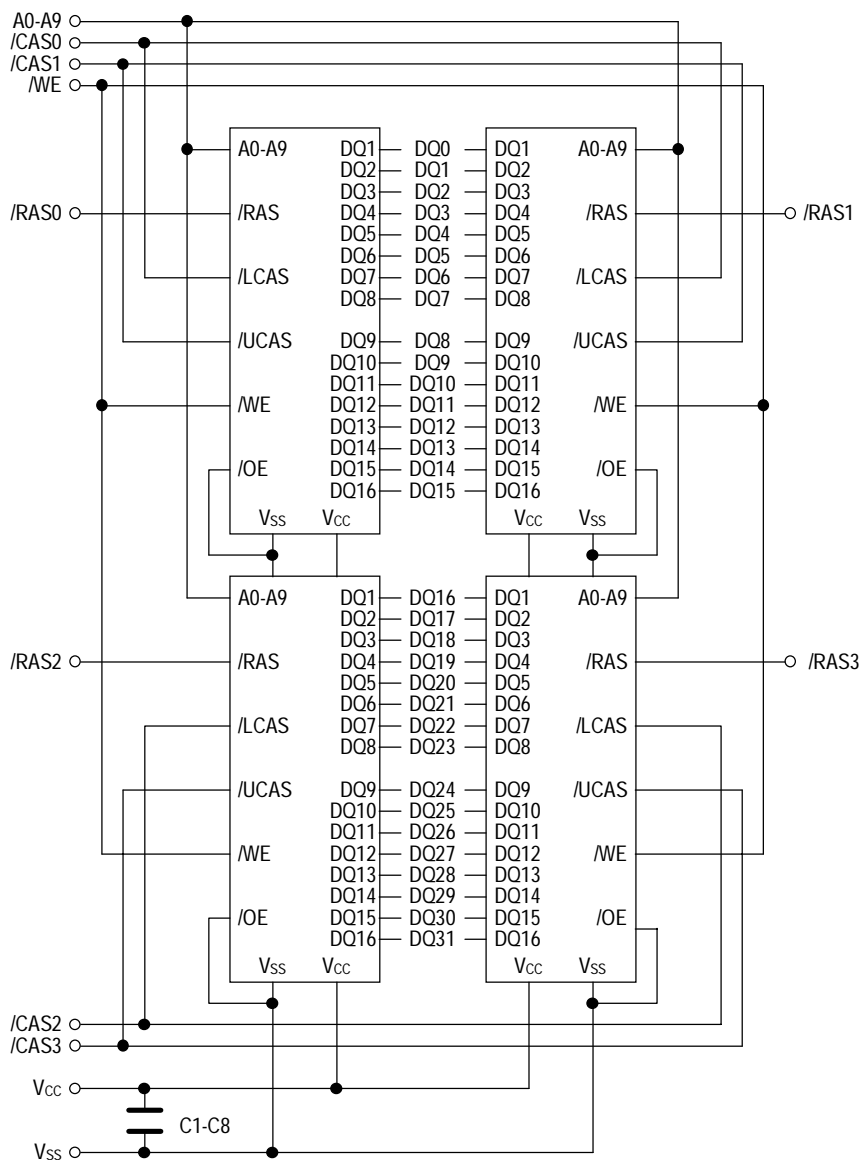 A0-A9
/CAS0
/CAS1
/WE
A0-A9 DQ1 DQ0 DQ1 A0-A9
DQ2 DQ1 DQ2
DQ3 DQ2 DQ3
/RAS0 /RAS DQ4 DQ3 DQ4 /RAS /RAS1
DQ5 DQ4 DQ5
DQ6 DQ5 DQ6
/LCAS DQ7 DQ6 DQ7 /LCAS
DQ8 DQ7 DQ8
/UCAS DQ9 DQ8 DQ9 /UCAS
DQ10 DQ9 DQ10
DQ11 DQ10 DQ11
/WE DQ12 DQ11 DQ12 /WE
DQ13 DQ12 DQ13
DQ14 DQ13 DQ14
/OE DQ15 DQ14 DQ15 /OE
DQ16 DQ15 DQ16
VSS VCC VCC VSS
A0-A9 DQ1 DQ16 DQ1 A0-A9
DQ2 DQ17 DQ2
DQ3 DQ18 DQ3
/RAS2 /RAS DQ4 DQ19 DQ4 /RAS /RAS3
DQ5 DQ20 DQ5
DQ6 DQ21 DQ6
/LCAS DQ7 DQ22 DQ7 /LCAS
DQ8 DQ23 DQ8
/UCAS DQ9 DQ24 DQ9 /UCAS
DQ10 DQ25 DQ10
DQ11 DQ26 DQ11
/WE DQ12 DQ27 DQ12 /WE
DQ13 DQ28 DQ13
DQ14 DQ29 DQ14
/OE DQ15 DQ30 DQ15 /OE
DQ16 DQ31 DQ16
VSS VCC VCC VSS
/CAS2
/CAS3
VCC
C1-C8
VSS